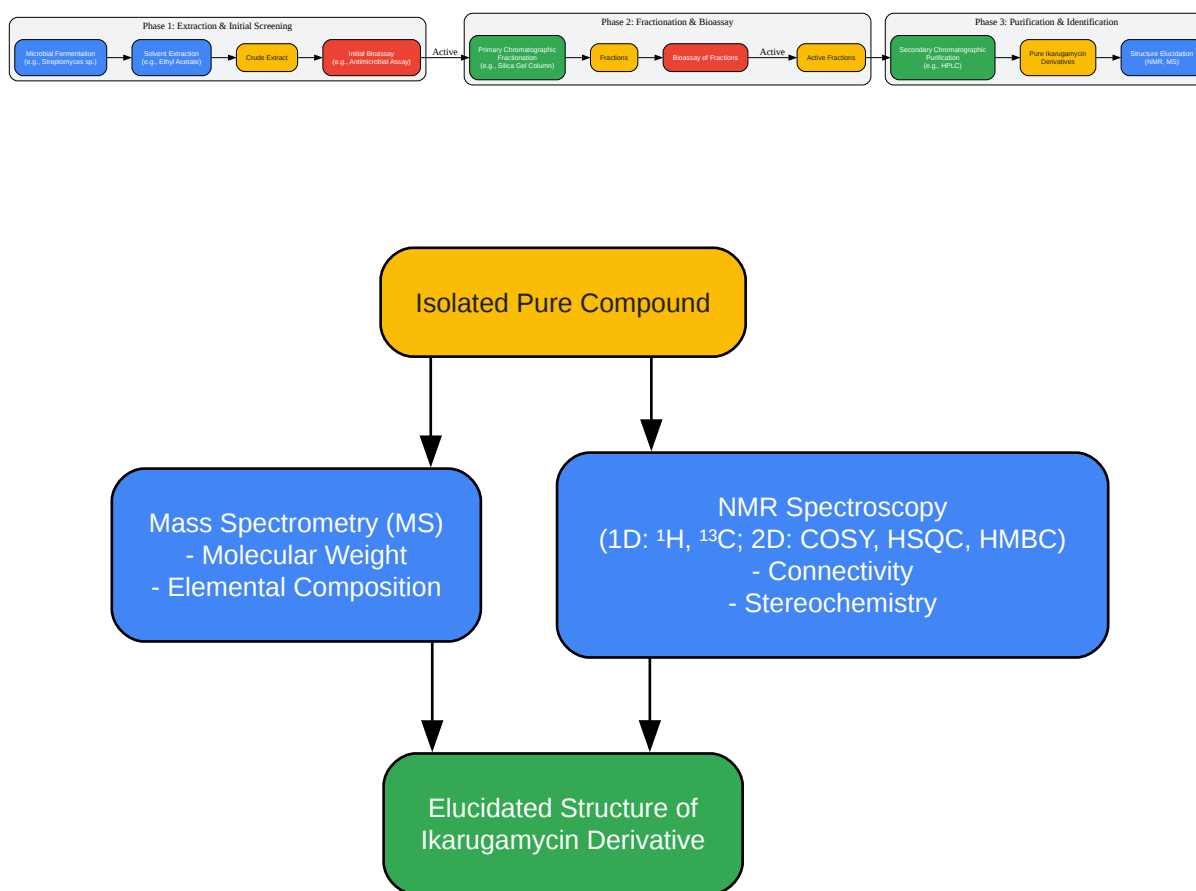 Phase 1: Extraction & Initial Screening
Microbial Fermentation
(e.g., Streptomyces sp.)
Solvent Extraction
(e.g., Ethyl Acetate)
Crude Extract
Initial Bioassay
(e.g., Antimicrobial Assay)
Active
Phase 2: Fractionation & Bioassay
Primary Chromatographic
Fractionation
(e.g., Silica Gel Column)
Fractions
Bioassay of Fractions
Active
Active Fractions
Phase 3: Purification & Identification
Secondary Chromatographic
Purification
(e.g., HPLC)
Pure Ikarugamycin
Derivatives
Structure Elucidation
(NMR, MS)
Isolated Pure Compound
Mass Spectrometry (MS)
- Molecular Weight
- Elemental Composition
NMR Spectroscopy
(1D: ¹H, ¹³C; 2D: COSY, HSQC, HMBC)
- Connectivity
- Stereochemistry
Elucidated Structure of
Ikarugamycin Derivative